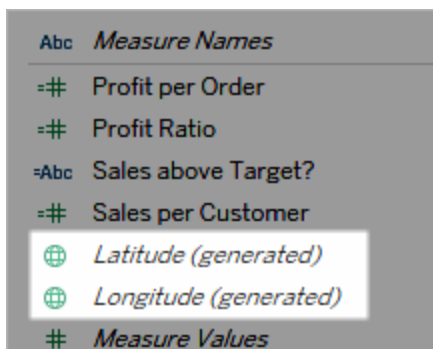 Abc Measure Names
=# Profit per Order
=# Profit Ratio
=Abc Sales above Target?
=# Sales per Customer
Latitude (generated)
Longitude (generated)
# Measure Values